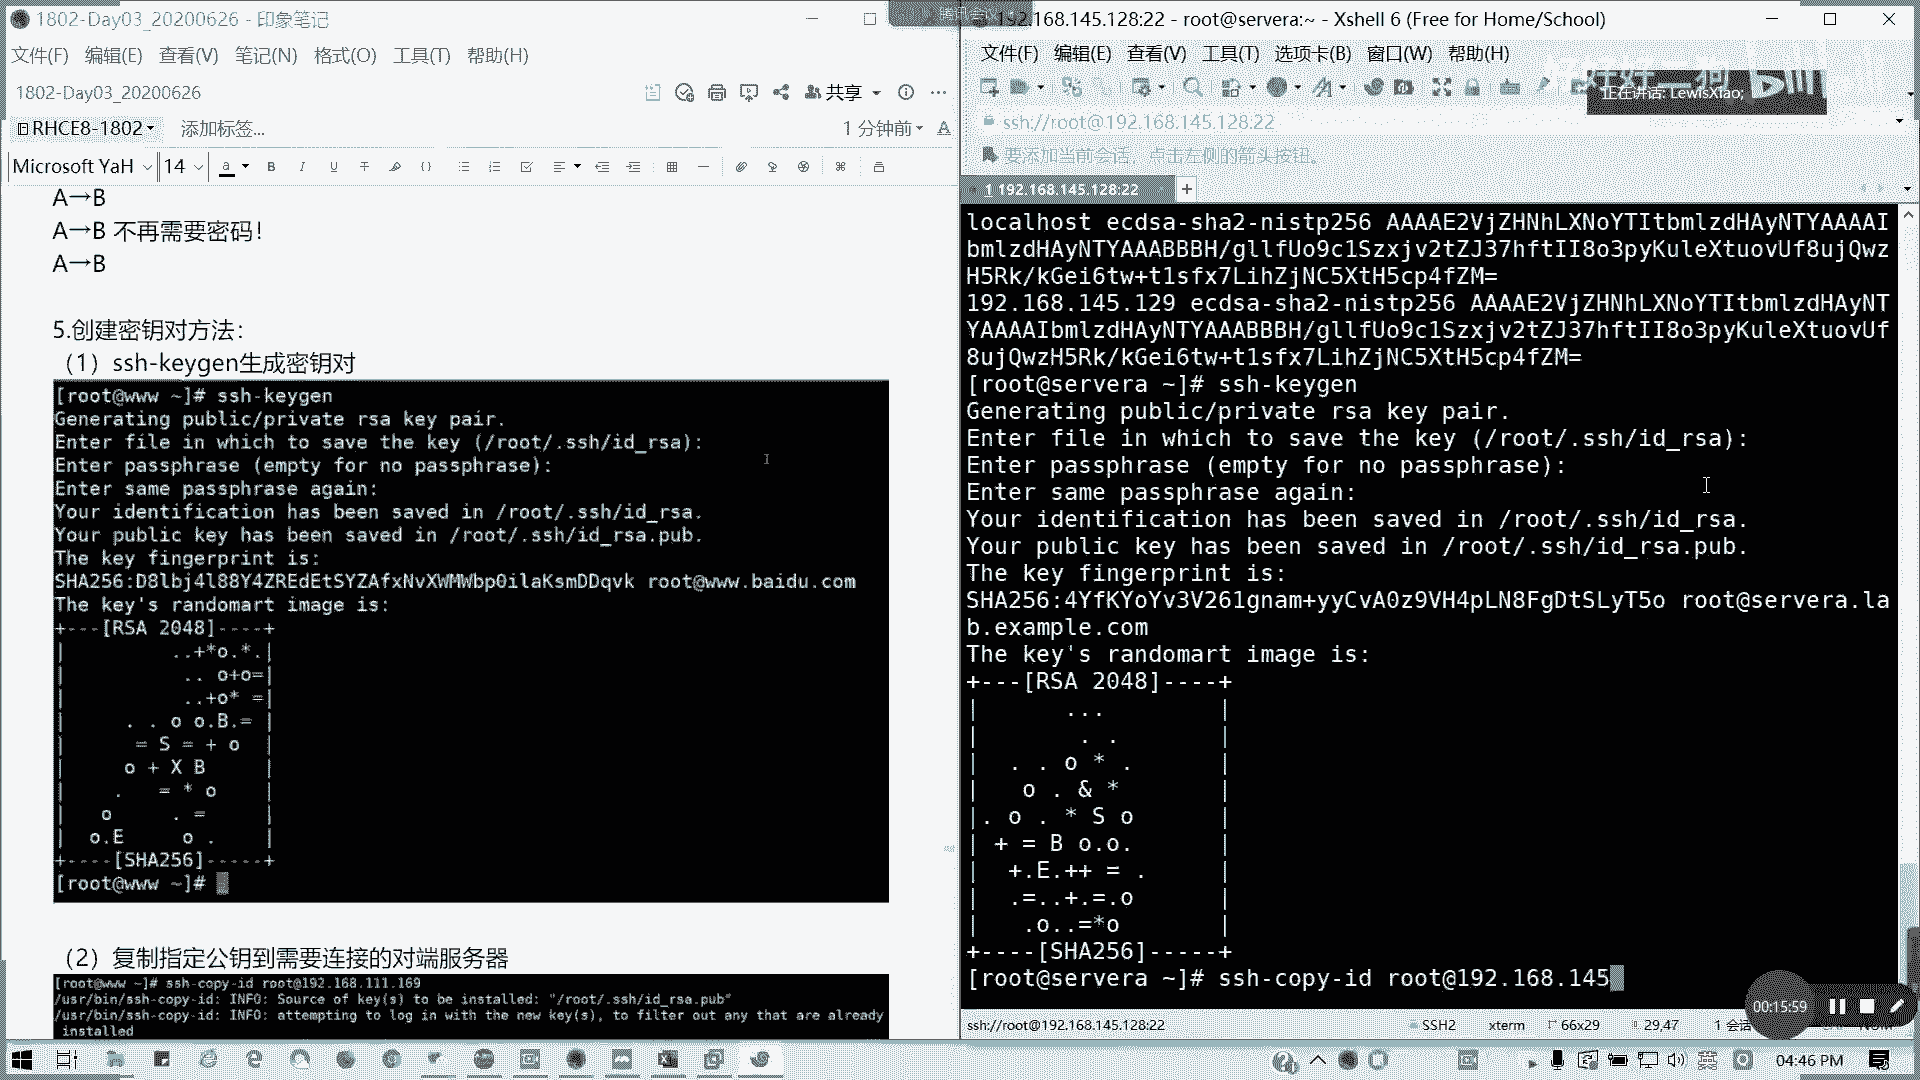 1802-Day03_20200626 - 印象笔记
文件(F) 编辑(E) 查看(V) 笔记(N) 格式(O) 工具(T) 帮助(H)
1802-Day03_20200626
共享
RHCE8-1802
添加标签...
1 分钟前
Microsoft YaH
14
A→B
A→B 不再需要密码！
A→B
5.创建密钥对方法：
（1）ssh-keygen生成密钥对
[root@www ~]# ssh-keygen
Generating public/private rsa key pair.
Enter file in which to save the key (/root/.ssh/id_rsa):
Enter passphrase (empty for no passphrase):
Enter same passphrase again:
Your identification has been saved in /root/.ssh/id_rsa.
Your public key has been saved in /root/.ssh/id_rsa.pub.
The key fingerprint is:
SHA256:D8lbj4l88Y4ZREdEtSYZAfxNvXWMWbp0ilaKsmDDqvk root@www.baidu.com
The key's randomart image is:
+---[RSA 2048]----+
|        ..+*o.*.|
|         .. o+o=|
|          ..+o* =|
|    . . o o.B.= |
|     = S = + o  |
|    o + X B     |
|   .   = * o    |
|  o     . =     |
| o.E     o .    |
+----[SHA256]-----+
[root@www ~]#
（2）复制指定公钥到需要连接的对端服务器
[root@www ~]# ssh-copy-id root@192.168.111.169
/usr/bin/ssh-copy-id: INFO: Source of key(s) to be installed: "/root/.ssh/id_rsa.pub"
/usr/bin/ssh-copy-id: INFO: attempting to log in with the new key(s), to filter out any that are already
installed
腾讯会议
192.168.145.128:22 - root@servera:~ - Xshell 6 (Free for Home/School)
文件(F) 编辑(E) 查看(V) 工具(T) 选项卡(B) 窗口(W) 帮助(H)
正在讲话: LewisXiao;
ssh://root@192.168.145.128:22
要添加当前会话，点击左侧的箭头按钮。
1 192.168.145.128:22
localhost ecdsa-sha2-nistp256 AAAAE2VjZHNhLXNoYTItbmlzdHAyNTYAAAAI
bmlzdHAyNTYAAABBBH/gllfUo9c1Szxjv2tZJ37hftII8o3pyKuleXtuovUf8ujQwz
H5Rk/kGei6tw+t1sfx7LihZjNC5XtH5cp4fZM=
192.168.145.129 ecdsa-sha2-nistp256 AAAAE2VjZHNhLXNoYTItbmlzdHAyNT
YAAAAIbmlzdHAyNTYAAABBBH/gllfUo9c1Szxjv2tZJ37hftII8o3pyKuleXtuovUf
8ujQwzH5Rk/kGei6tw+t1sfx7LihZjNC5XtH5cp4fZM=
[root@servera ~]# ssh-keygen
Generating public/private rsa key pair.
Enter file in which to save the key (/root/.ssh/id_rsa):
Enter passphrase (empty for no passphrase):
Enter same passphrase again:
Your identification has been saved in /root/.ssh/id_rsa.
Your public key has been saved in /root/.ssh/id_rsa.pub.
The key fingerprint is:
SHA256:4YfKYoYv3V261gnam+yyCvA0z9VH4pLN8FgDtSLyT5o root@servera.la
b.example.com
The key's randomart image is:
+---[RSA 2048]----+
|      ...        |
|       . .       |
|  . . o * .      |
|   o . & *       |
|. o . * S o      |
| + = B o.o.      |
|  +.E.++ = .     |
|  .=..+.=.o      |
|   .o..=*o       |
+----[SHA256]-----+
[root@servera ~]# ssh-copy-id root@192.168.145
00:15:59
ssh://root@192.168.145.128:22
SSH2
xterm
66x29
29,47
1 会话
04:46 PM